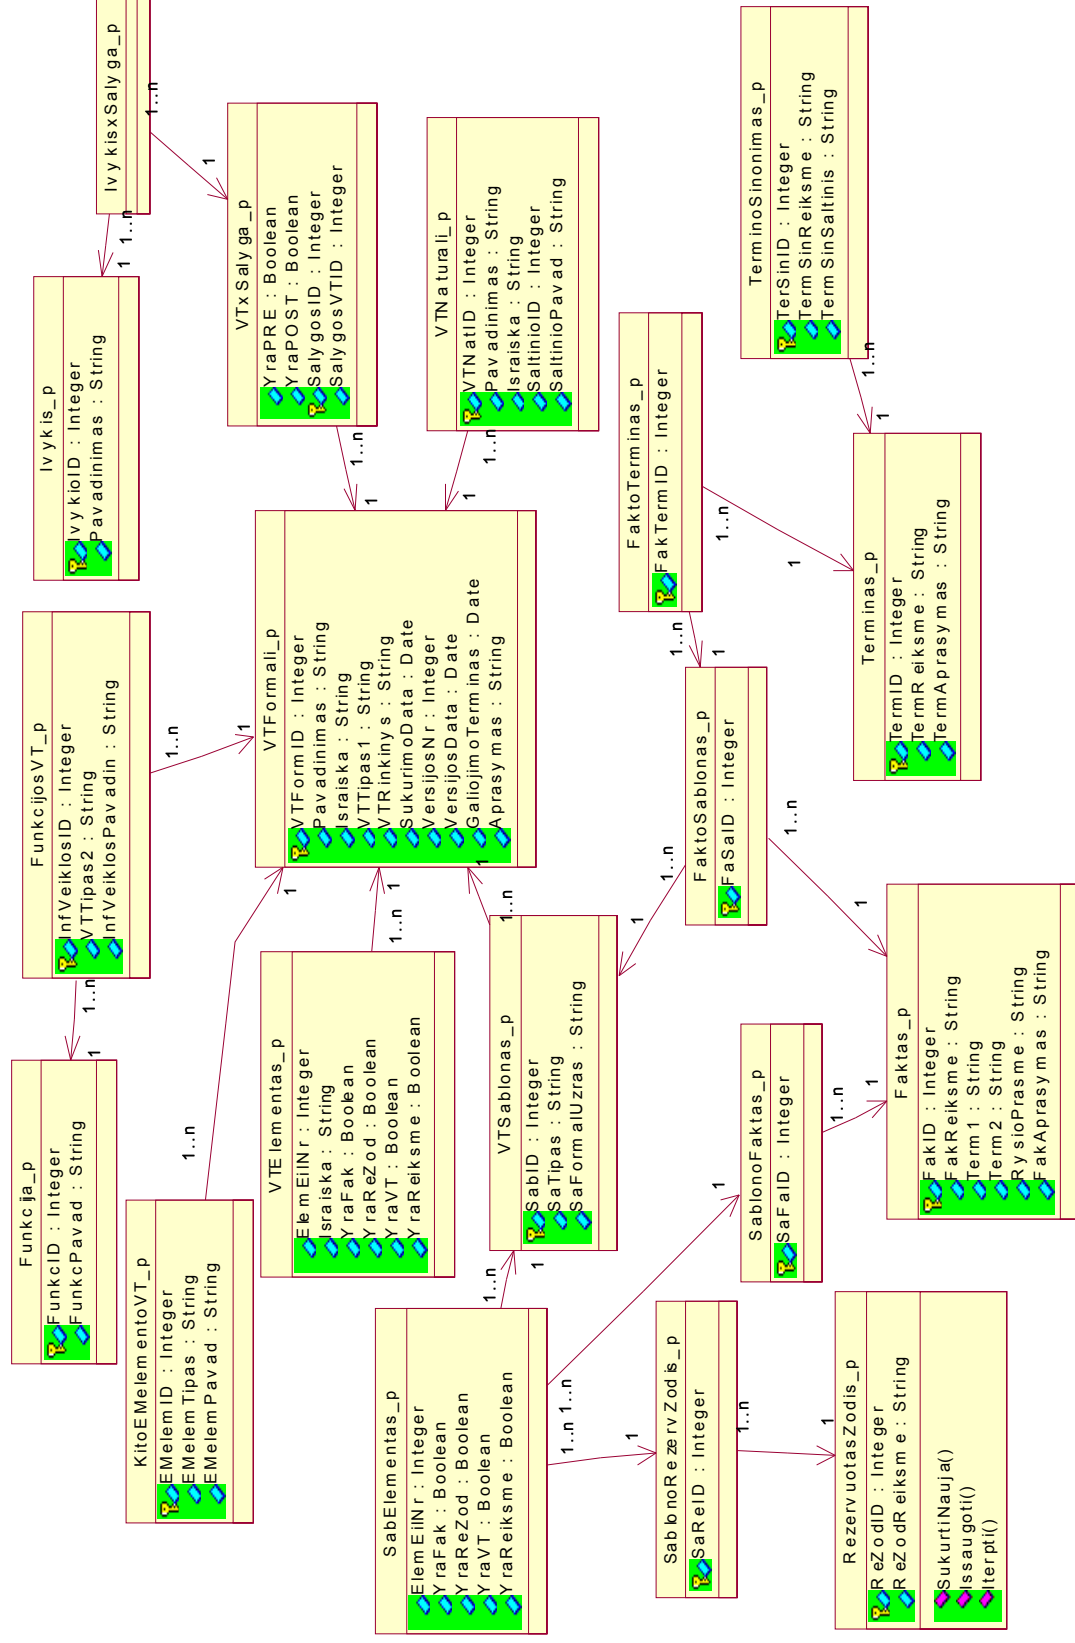 Funkcija_p
FunkcID : Integer
FunkcPavad : String
1
1..n
FunkcijosVT_p
InfVeiklosID : Integer
VTTipas2 : String
InfVeiklosPavadin : String
1..n
1
Ivykis_p
IvykioID : Integer
Pavadinimas : String
1
1..n
IvykisxSalyga_p
1..n
1
KitoEMelementoVT_p
EMelemID : Integer
EMelemTipas : String
EMelemPavad : String
1..n
1
VTxSalyga_p
YraPRE : Boolean
YraPOST : Boolean
SalygosID : Integer
SalygosVTID : Integer
1..n
1
VTElementas_p
ElemEilNr : Integer
Israiska : String
YraFak : Boolean
YraReZod : Boolean
YraVT : Boolean
YraReiksme : Boolean
1..n
1
VTFormali_p
VTFormID : Integer
Pavadinimas : String
Israiska : String
VTTipas1 : String
VTRinkinys : String
SukurimoData : Date
VersijosNr : Integer
VersijosData : Date
GaliojimoTerminas : Date
Aprasymas : String
1
1..n
VTNaturali_p
VTNatID : Integer
Pavadinimas : String
Israiska : String
SaltinioID : Integer
SaltinioPavad : String
1..n
1
SabElementas_p
ElemEilNr : Integer
YraFak : Boolean
YraReZod : Boolean
YraVT : Boolean
YraReiksme : Boolean
1..n
1
1..n
1..n
1
1
VTSablonas_p
SabID : Integer
SaTipas : String
SaFormalUzras : String
1
1..n
FaktoTerminas_p
FakTermID : Integer
1..n
1
1..n
1
SablonoRezervZodis_p
SaReID : Integer
1..n
1
SablonoFaktas_p
SaFaID : Integer
1..n
1
FaktoSablonas_p
FaSaID : Integer
1..n
1
TerminoSinonimas_p
TerSinID : Integer
TermSinReiksme : String
TermSinSaltinis : String
1..n
1
RezervuotasZodis_p
ReZodID : Integer
ReZodReiksme : String
SukurtiNauja()
Issaugoti()
Iterpti()
Faktas_p
FakID : Integer
FakReiksme : String
Term1 : String
Term2 : String
RysioPrasme : String
FakAprasymas : String
Terminas_p
TermID : Integer
TermReiksme : String
TermAprasymas : String